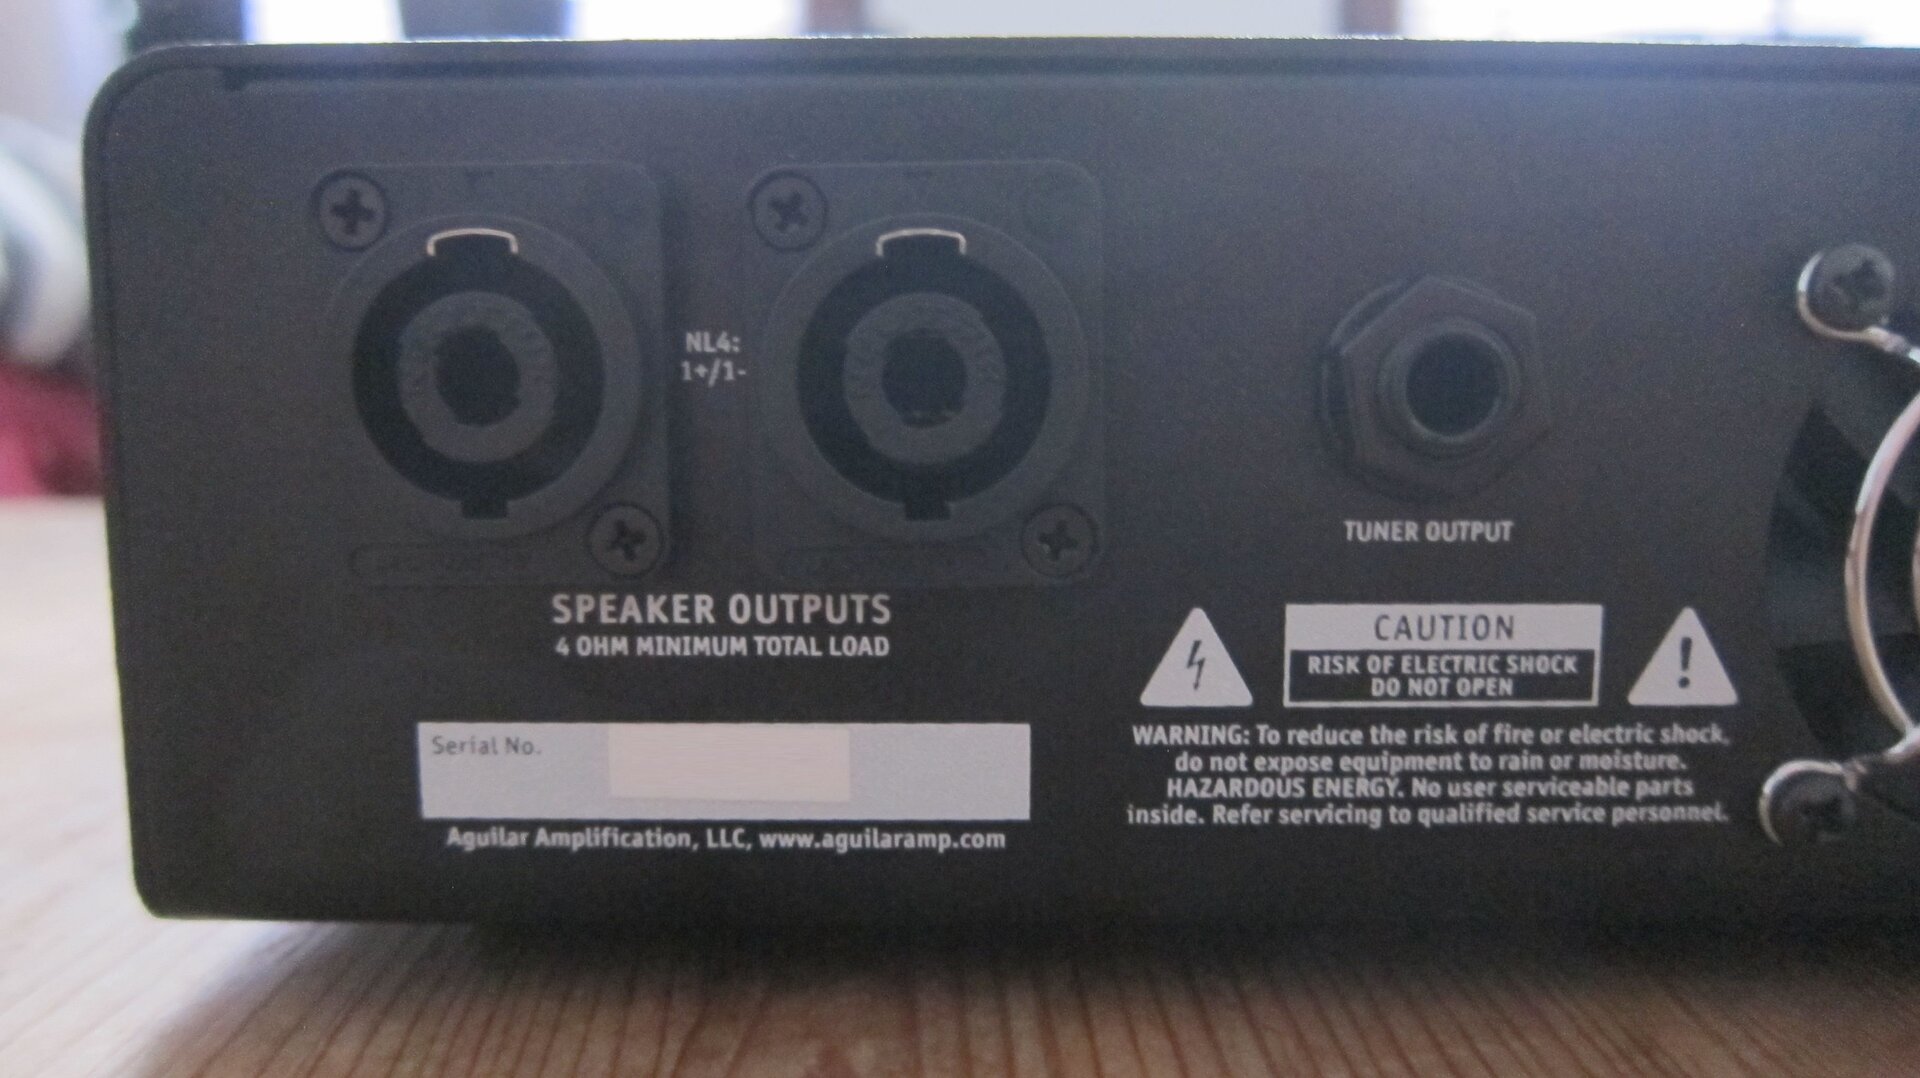 NL4:
1+/1-
TUNER OUTPUT
SPEAKER OUTPUTS
4 OHM MINIMUM TOTAL LOAD
CAUTION
RISK OF ELECTRIC SHOCK
DO NOT OPEN
Serial No.
Aguilar Amplification, LLC, www.aguilaramp.com
WARNING: To reduce the risk of fire or electric shock,
do not expose equipment to rain or moisture.
HAZARDOUS ENERGY. No user serviceable parts
inside. Refer servicing to qualified service personnel.